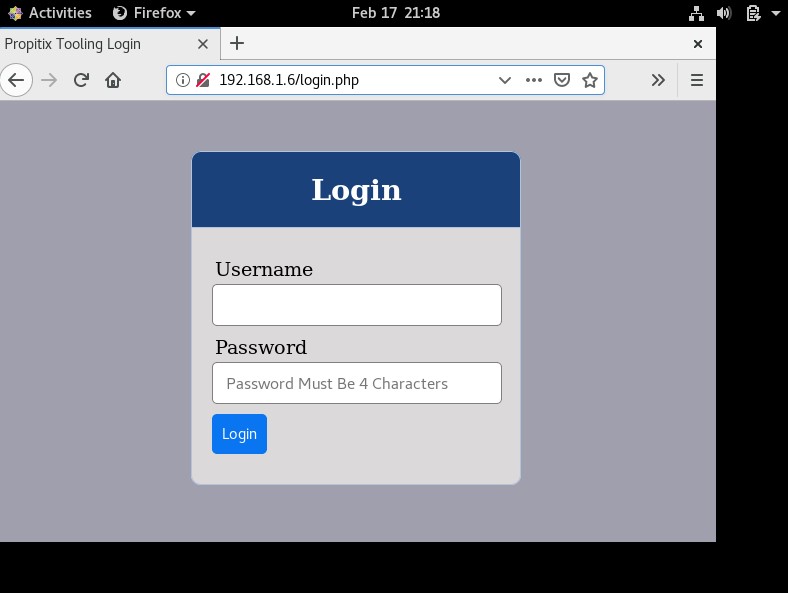 Activities Firefox Feb 17 21:18
Propitix Tooling Login
192.168.1.6/login.php
Login
Username
Password
Password Must Be 4 Characters
Login